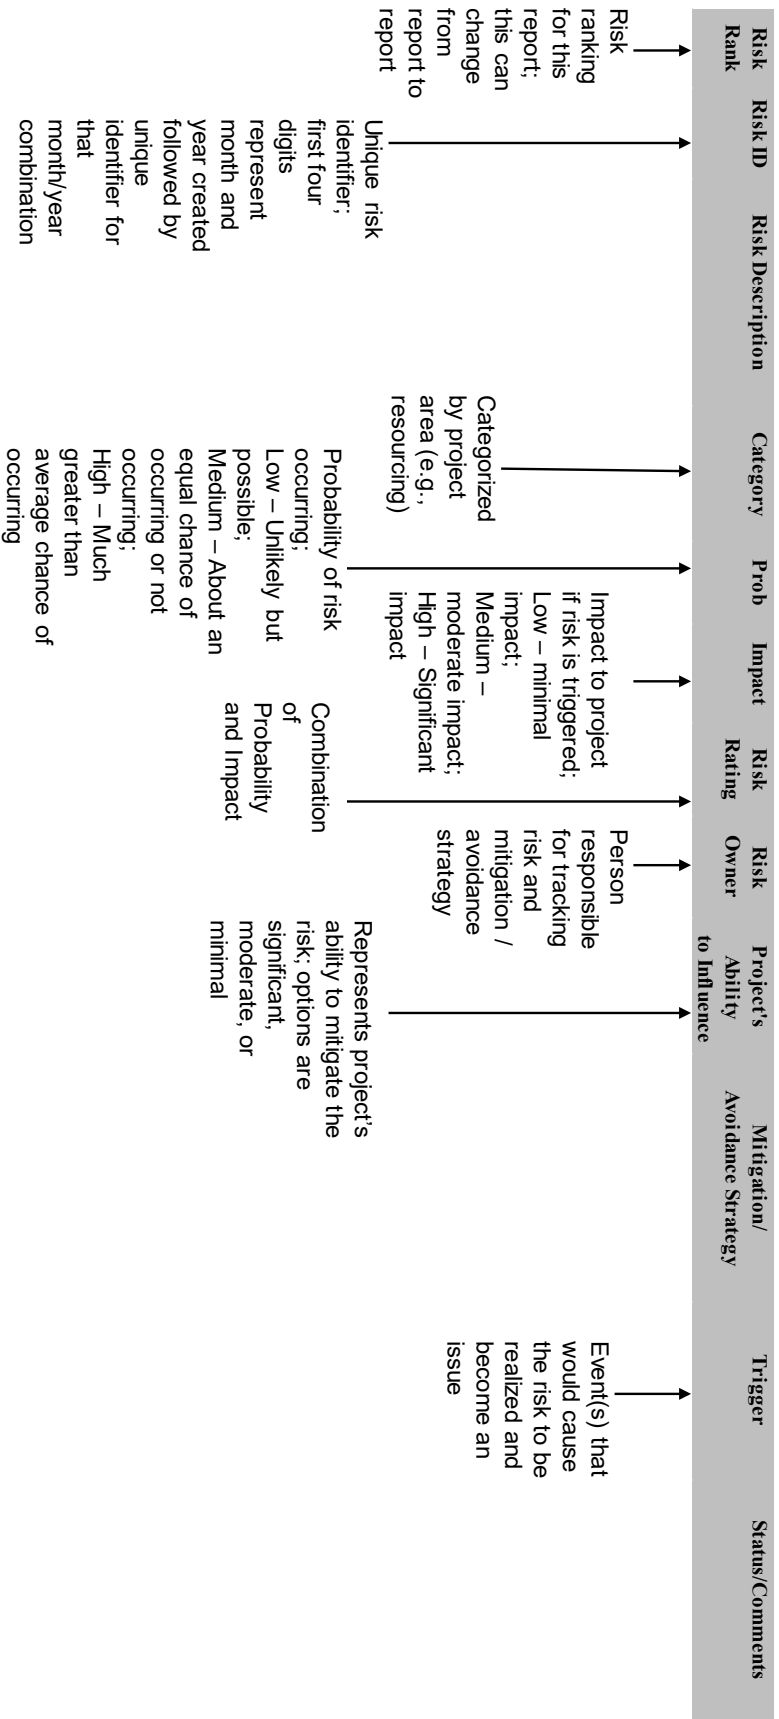 Risk
Rank
Risk ID
Risk Description
Category
Prob
Impact
Risk
Rating
Risk
Owner
Project's
Ability
to Influence
Mitigation/
Avoidance Strategy
Trigger
Status/Comments
Risk
ranking
for this
report;
this can
change
from
report to
report
Unique risk
identifier;
first four
digits
represent
month and
year created
followed by
unique
identifier for
that
month/year
combination
Categorized
by project
area (e.g.,
resourcing)
Probability of risk
occurring;
Low – Unlikely but
possible;
Medium – About an
equal chance of
occurring or not
occurring;
High – Much
greater than
average chance of
occurring
Impact to project
if risk is triggered;
Low – minimal
impact;
Medium –
moderate impact;
High – Significant
impact
Combination
of
Probability
and Impact
Person
responsible
for tracking
risk and
mitigation /
avoidance
strategy
Represents project's
ability to mitigate the
risk; options are
significant,
moderate, or
minimal
Event(s) that
would cause
the risk to be
realized and
become an
issue